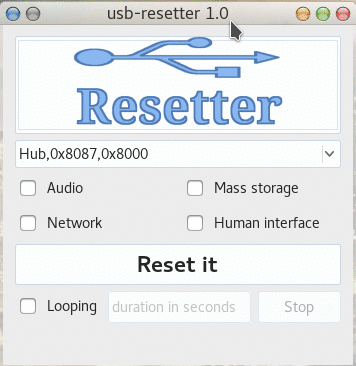 usb-resetter 1.0
Resetter
Hub,0x8087,0x8000
Audio Mass storage
Network Human interface
Reset it
Looping duration in seconds Stop